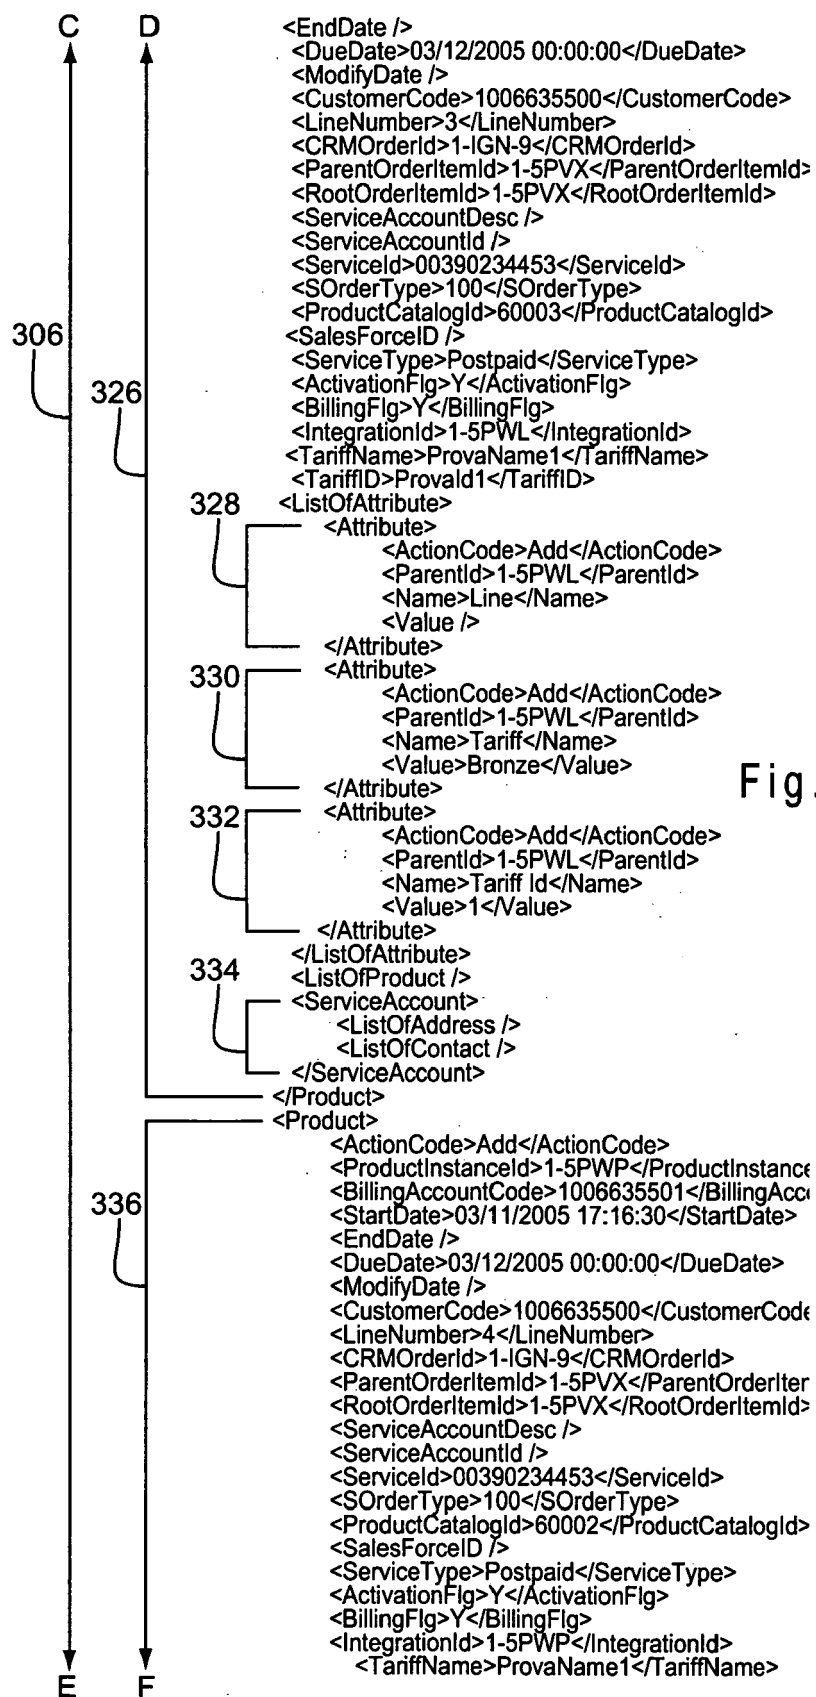 C D <EndDate />
<DueDate>03/12/2005 00:00:00</DueDate>
<ModifyDate />
<CustomerCode>1006635500</CustomerCode>
<LineNumber>3</LineNumber>
<CRMOrderId>1-IGN-9</CRMOrderId>
<ParentOrderItemId>1-5PVX</ParentOrderItemId>
<RootOrderItemId>1-5PVX</RootOrderItemId>
<ServiceAccountDesc />
<ServiceAccountId />
<ServiceId>00390234453</ServiceId>
<SOrderType>100</SOrderType>
<ProductCatalogId>60003</ProductCatalogId>
306 <SalesForceID />
<ServiceType>Postpaid</ServiceType>
326 <ActivationFlg>Y</ActivationFlg>
<BillingFlg>Y</BillingFlg>
<IntegrationId>1-5PWL</IntegrationId>
<TariffName>ProvaName1</TariffName>
<TariffID>ProvaId1</TariffID>
328 <ListOfAttribute>
<Attribute>
<ActionCode>Add</ActionCode>
<ParentId>1-5PWL</ParentId>
<Name>Line</Name>
<Value />
</Attribute>
330 <Attribute>
<ActionCode>Add</ActionCode>
<ParentId>1-5PWL</ParentId>
<Name>Tariff</Name>
<Value>Bronze</Value>
Fig.
</Attribute>
332 <Attribute>
<ActionCode>Add</ActionCode>
<ParentId>1-5PWL</ParentId>
<Name>Tariff Id</Name>
<Value>1</Value>
</Attribute>
</ListOfAttribute>
334 <ListOfProduct />
<ServiceAccount>
<ListOfAddress />
<ListOfContact />
</ServiceAccount>
</Product>
<Product>
<ActionCode>Add</ActionCode>
<ProductInstanceId>1-5PWP</ProductInstance
336 <BillingAccountCode>1006635501</BillingAcc
<StartDate>03/11/2005 17:16:30</StartDate>
<EndDate />
<DueDate>03/12/2005 00:00:00</DueDate>
<ModifyDate />
<CustomerCode>1006635500</CustomerCode
<LineNumber>4</LineNumber>
<CRMOrderId>1-IGN-9</CRMOrderId>
<ParentOrderItemId>1-5PVX</ParentOrderIter
<RootOrderItemId>1-5PVX</RootOrderItemId>
<ServiceAccountDesc />
<ServiceAccountId />
<ServiceId>00390234453</ServiceId>
<SOrderType>100</SOrderType>
<ProductCatalogId>60002</ProductCatalogId>
<SalesForceID />
<ServiceType>Postpaid</ServiceType>
<ActivationFlg>Y</ActivationFlg>
<BillingFlg>Y</BillingFlg>
<IntegrationId>1-5PWP</IntegrationId>
<TariffName>ProvaName1</TariffName>
E F